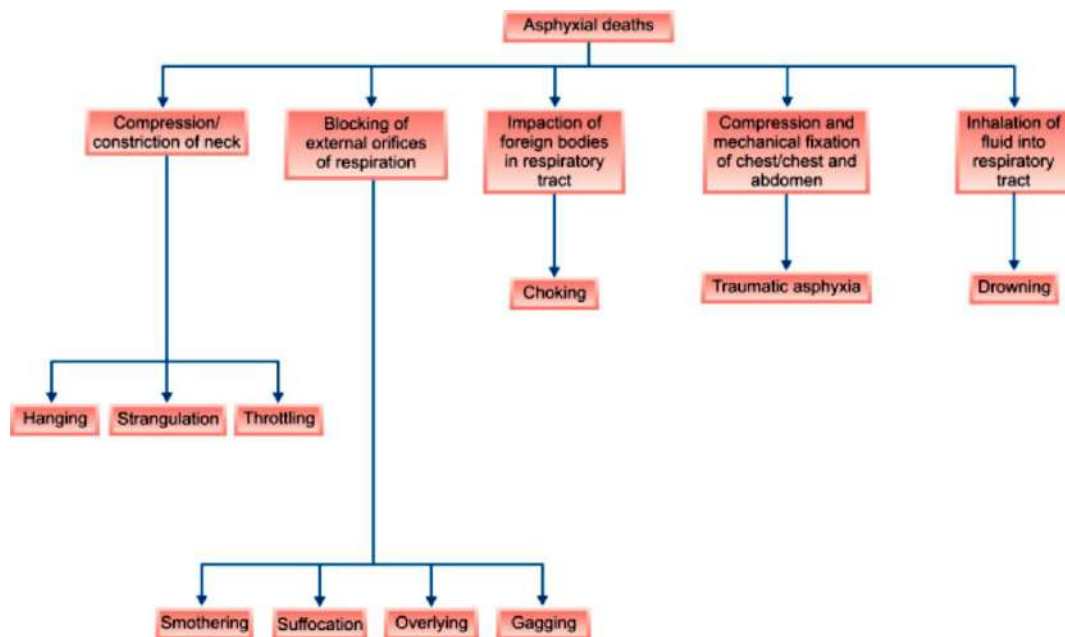 Asphyxial deaths
Compression/
constriction of neck
Blocking of
external orifices
of respiration
Impaction of
foreign bodies
in respiratory
tract
Compression and
mechanical fixation
of chest/chest and
abdomen
Inhalation of
fluid into
respiratory
tract
Choking
Traumatic asphyxia
Drowning
Hanging
Strangulation
Throttling
Smothering
Suffocation
Overlying
Gagging